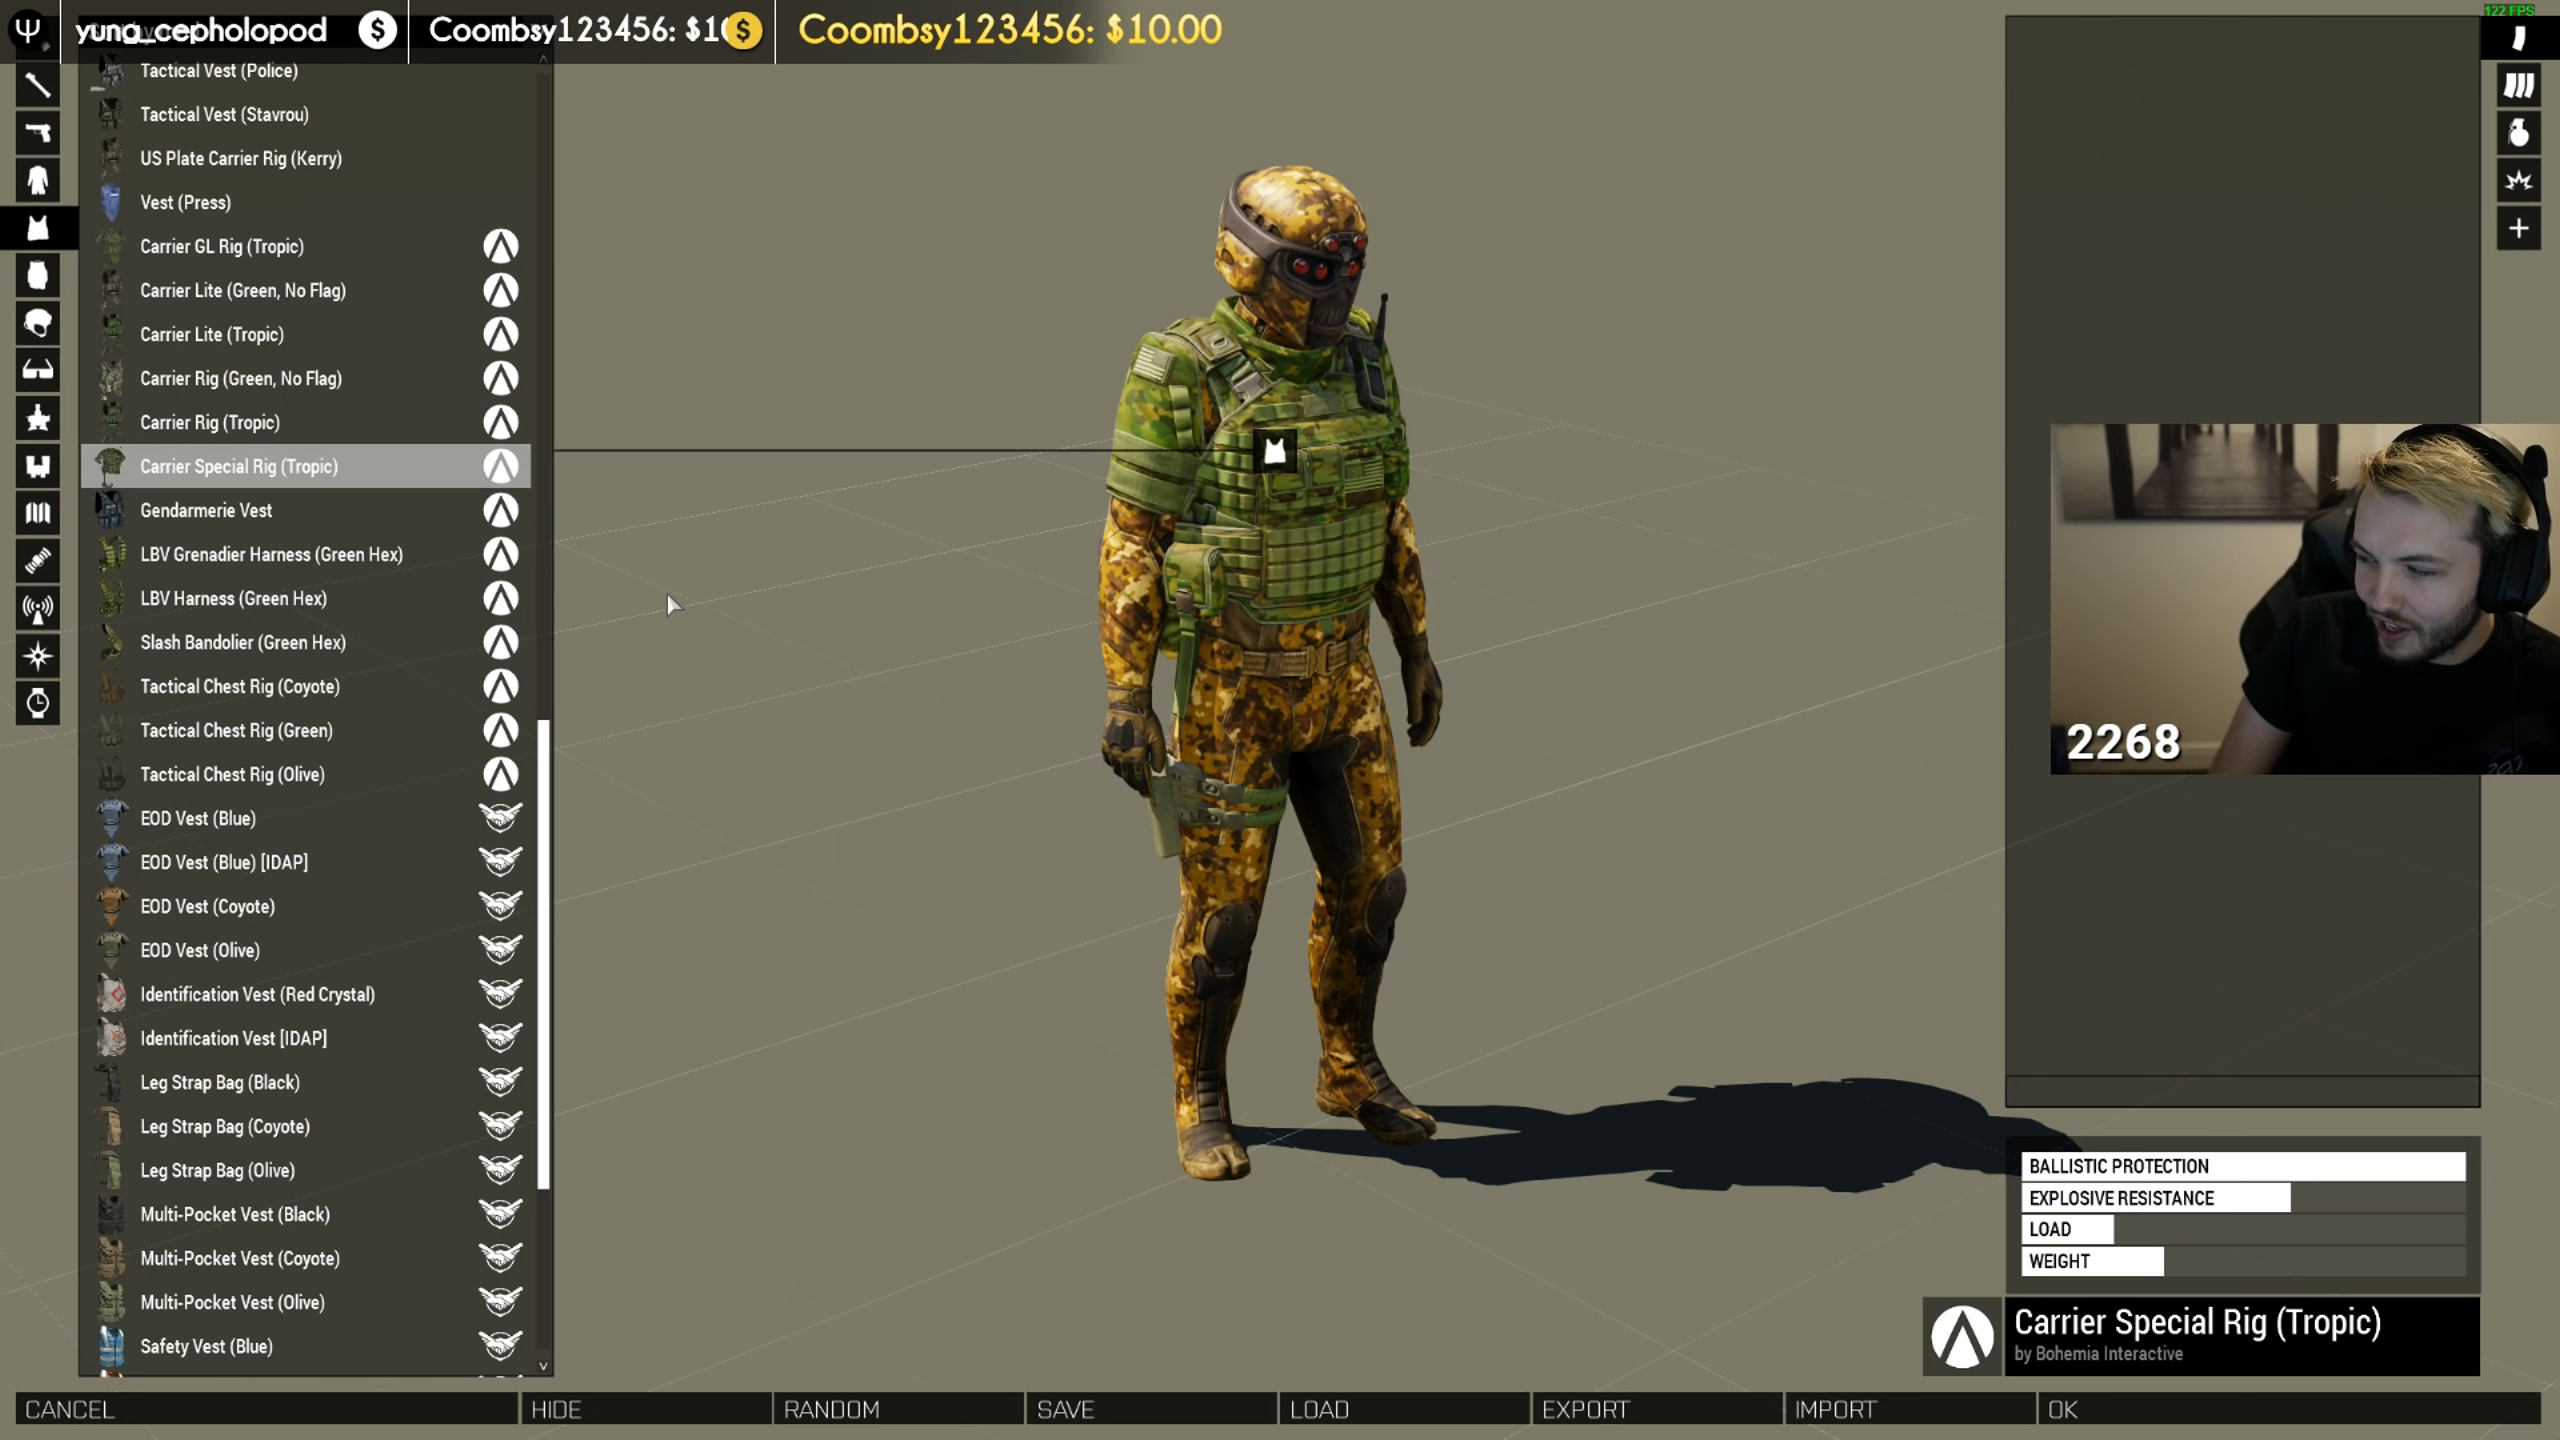 yung_cepholopod
Coombsy123456: $1
Coombsy123456: $10.00
122 FPS
Tactical Vest (Police)
Tactical Vest (Stavrou)
US Plate Carrier Rig (Kerry)
Vest (Press)
Carrier GL Rig (Tropic)
Carrier Lite (Green, No Flag)
Carrier Lite (Tropic)
Carrier Rig (Green, No Flag)
Carrier Rig (Tropic)
Carrier Special Rig (Tropic)
Gendarmerie Vest
LBV Grenadier Harness (Green Hex)
LBV Harness (Green Hex)
Slash Bandolier (Green Hex)
Tactical Chest Rig (Coyote)
Tactical Chest Rig (Green)
Tactical Chest Rig (Olive)
EOD Vest (Blue)
EOD Vest (Blue) [IDAP]
EOD Vest (Coyote)
EOD Vest (Olive)
Identification Vest (Red Crystal)
Identification Vest [IDAP]
Leg Strap Bag (Black)
Leg Strap Bag (Coyote)
Leg Strap Bag (Olive)
Multi-Pocket Vest (Black)
Multi-Pocket Vest (Coyote)
Multi-Pocket Vest (Olive)
Safety Vest (Blue)
2268
BALLISTIC PROTECTION
EXPLOSIVE RESISTANCE
LOAD
WEIGHT
Carrier Special Rig (Tropic)
by Bohemia Interactive
CANCEL
HIDE
RANDOM
SAVE
LOAD
EXPORT
IMPORT
OK